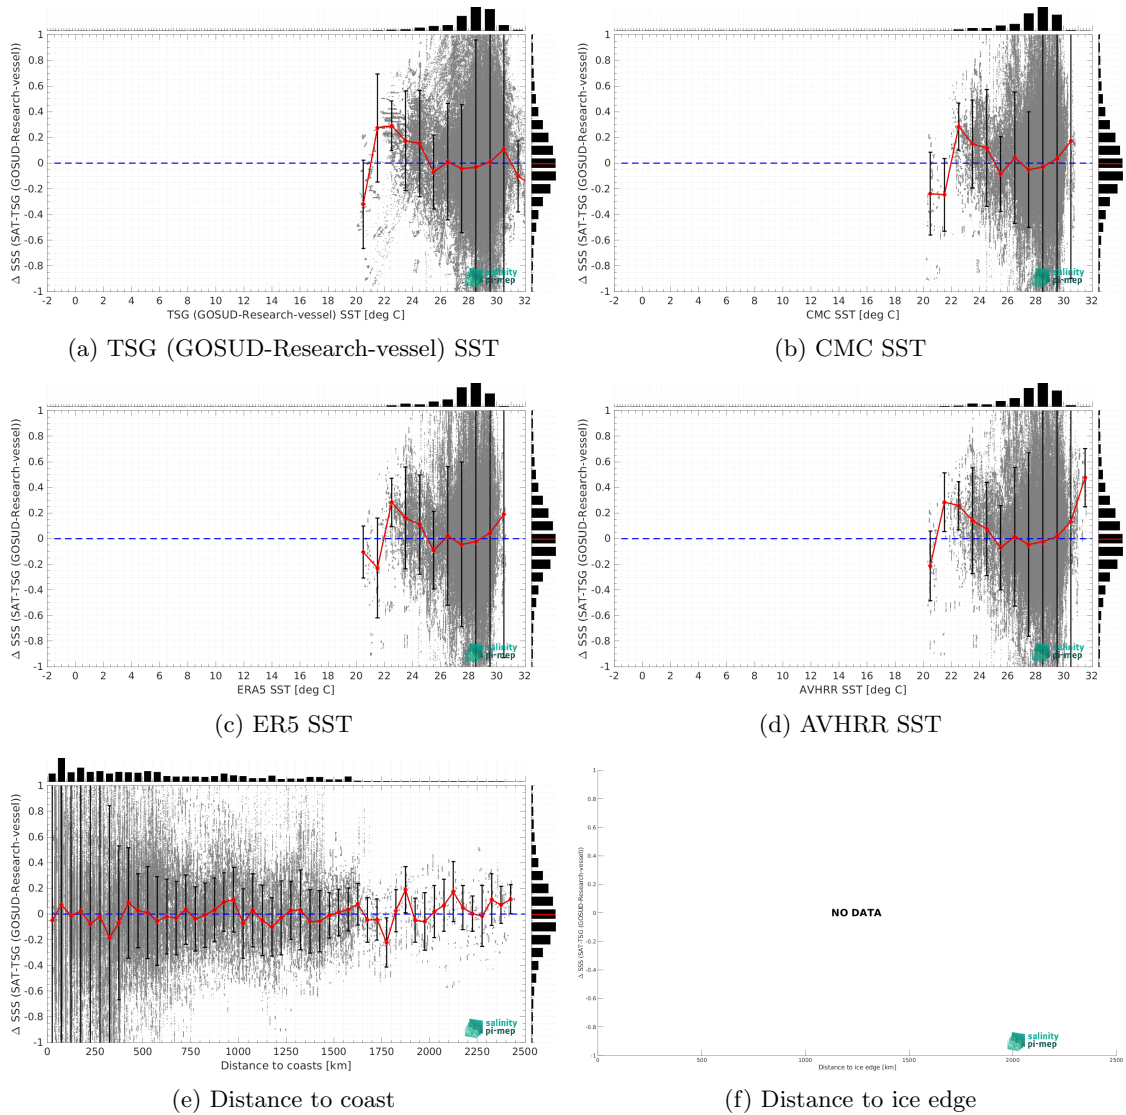 Δ SSS (SAT-TSG (GOSUD-Research-vessel))
1
0.8
0.6
0.4
0.2
0
-0.2
-0.4
-0.6
-0.8
-1
-2 0 2 4 6 8 10 12 14 16 18 20 22 24 26 28 30 32
TSG (GOSUD-Research-vessel) SST [deg C]
salinity
pi-mep
(a) TSG (GOSUD-Research-vessel) SST
Δ SSS (SAT-TSG (GOSUD-Research-vessel))
1
0.8
0.6
0.4
0.2
0
-0.2
-0.4
-0.6
-0.8
-1
-2 0 2 4 6 8 10 12 14 16 18 20 22 24 26 28 30 32
CMC SST [deg C]
salinity
pi-mep
(b) CMC SST
Δ SSS (SAT-TSG (GOSUD-Research-vessel))
1
0.8
0.6
0.4
0.2
0
-0.2
-0.4
-0.6
-0.8
-1
-2 0 2 4 6 8 10 12 14 16 18 20 22 24 26 28 30 32
ERA5 SST [deg C]
salinity
pi-mep
(c) ER5 SST
Δ SSS (SAT-TSG (GOSUD-Research-vessel))
1
0.8
0.6
0.4
0.2
0
-0.2
-0.4
-0.6
-0.8
-1
-2 0 2 4 6 8 10 12 14 16 18 20 22 24 26 28 30 32
AVHRR SST [deg C]
salinity
pi-mep
(d) AVHRR SST
Δ SSS (SAT-TSG (GOSUD-Research-vessel))
1
0.8
0.6
0.4
0.2
0
-0.2
-0.4
-0.6
-0.8
-1
0 250 500 750 1000 1250 1500 1750 2000 2250 2500
Distance to coasts [km]
salinity
pi-mep
(e) Distance to coast
Δ SSS (SAT-TSG (GOSUD-Research-vessel))
1
0.8
0.6
0.4
0.2
0
-0.2
-0.4
-0.6
-0.8
-1
NO DATA
0 500 1000 1500 2000 2500
Distance to ice edge [km]
salinity
pi-mep
(f) Distance to ice edge